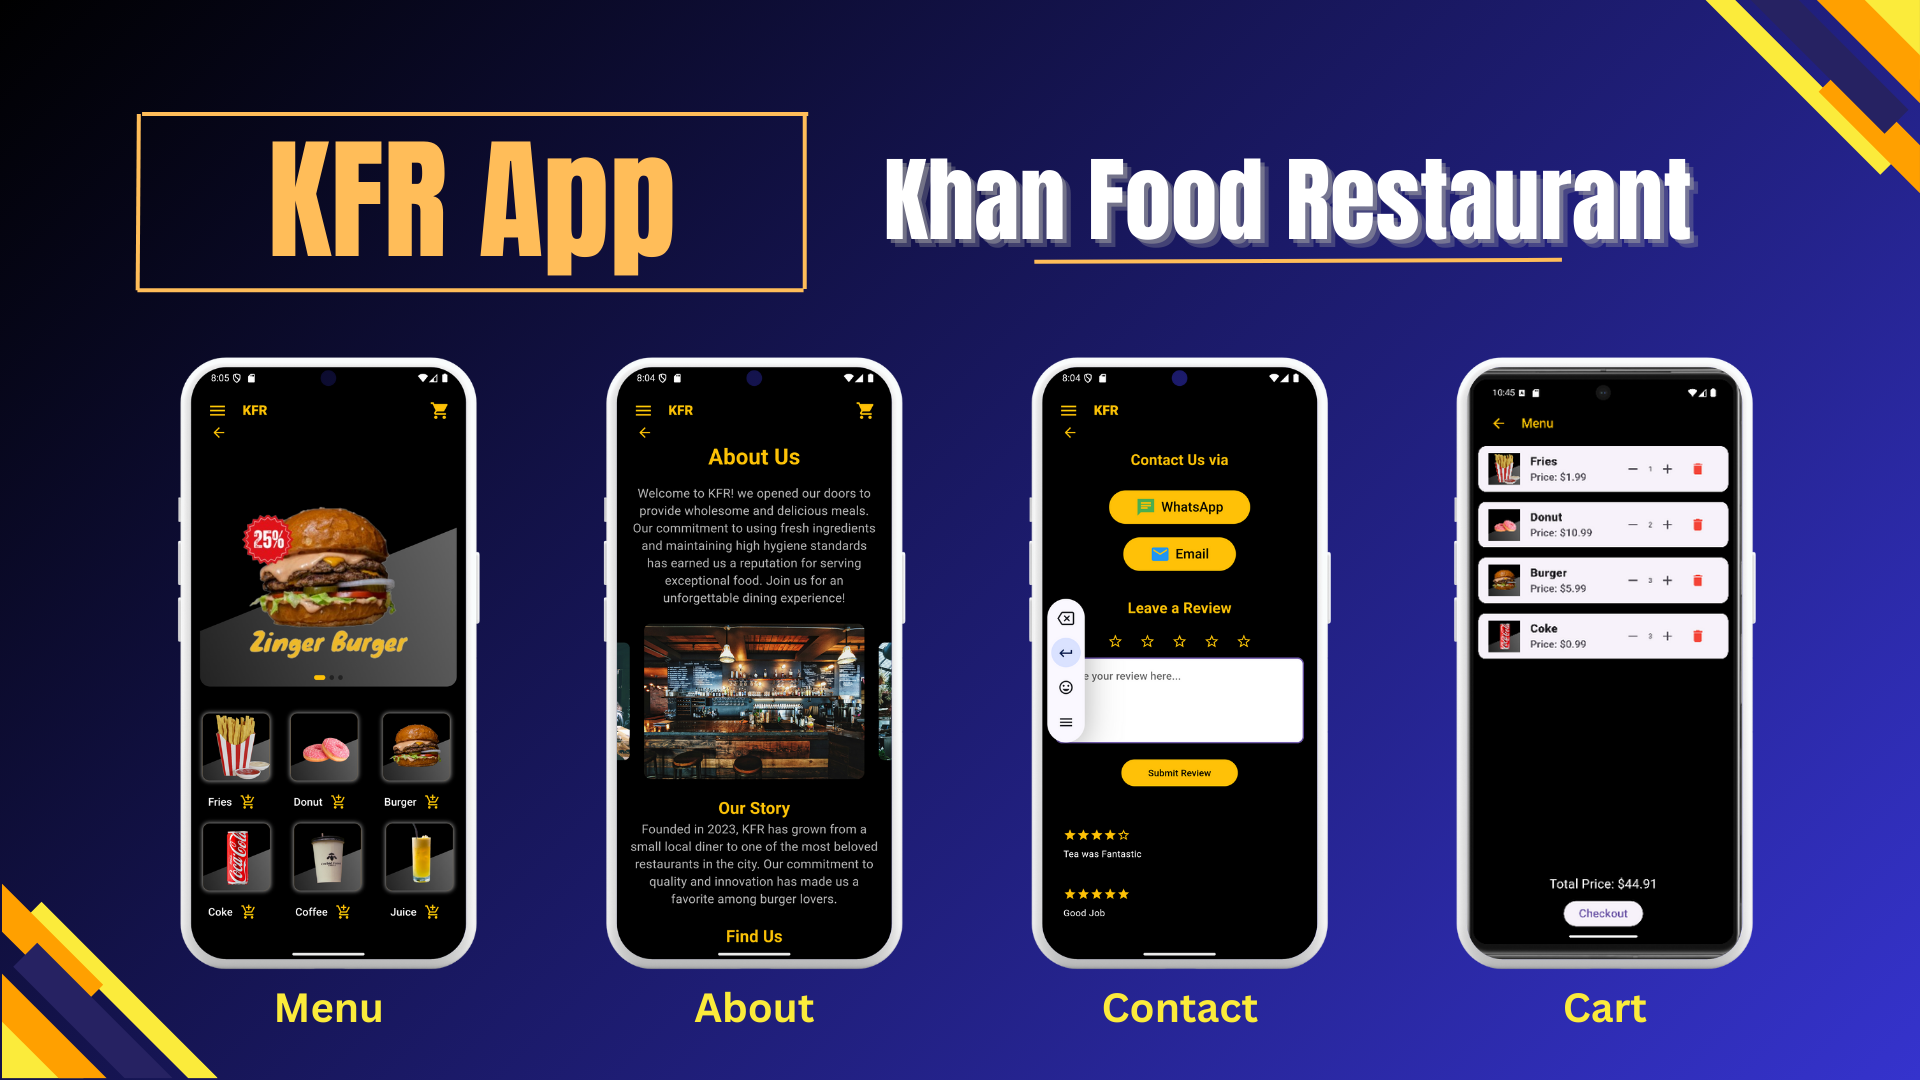 KFR App
Khan Food Restaurant
8:05
KFR
25%
Zinger Burger
Fries
Donut
Burger
Coca-Cola
Coke
Coffee
Juice
Menu
8:04
KFR
About Us
Welcome to KFR! we opened our doors to
provide wholesome and delicious meals.
Our commitment to using fresh ingredients
and maintaining high hygiene standards
has earned us a reputation for serving
exceptional food. Join us for an
unforgettable dining experience!
Our Story
Founded in 2023, KFR has grown from a
small local diner to one of the most beloved
restaurants in the city. Our commitment to
quality and innovation has made us a
favorite among burger lovers.
Find Us
About
8:04
KFR
Contact Us via
WhatsApp
Email
Leave a Review
e your review here...
Submit Review
Tea was Fantastic
Good Job
Contact
10:45
Menu
Fries
Price: $1.99
1
Donut
Price: $10.99
2
Burger
Price: $5.99
3
Coke
Price: $0.99
3
Total Price: $44.91
Checkout
Cart